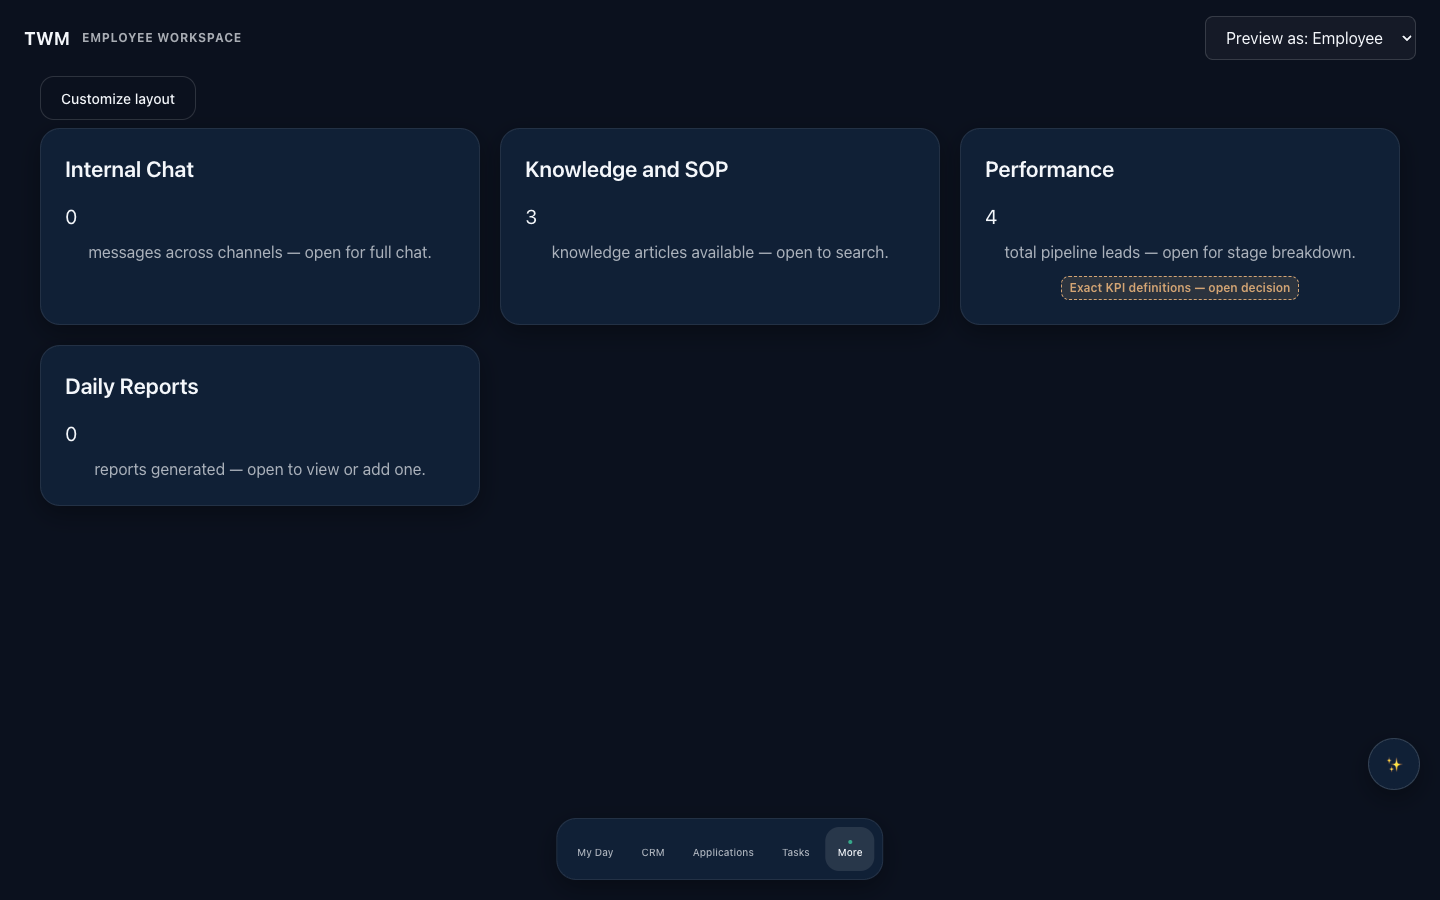 TWM EMPLOYEE WORKSPACE
Preview as: Employee
Customize layout
Internal Chat
0
messages across channels — open for full chat.
Knowledge and SOP
3
knowledge articles available — open to search.
Performance
4
total pipeline leads — open for stage breakdown.
Exact KPI definitions — open decision
Daily Reports
0
reports generated — open to view or add one.
My Day
CRM
Applications
Tasks
More